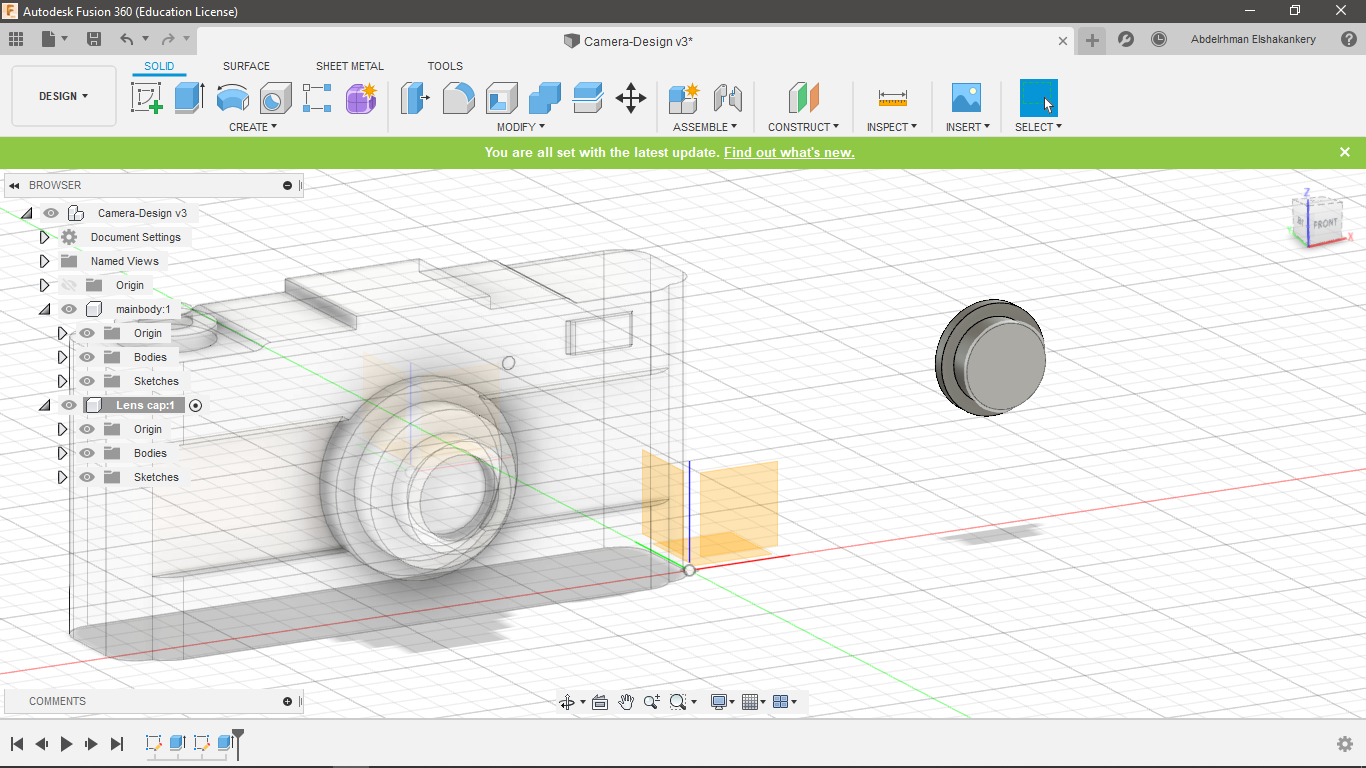 F Autodesk Fusion 360 (Education License)
Camera-Design v3*
Abdelrhman Elshakankery
SOLID SURFACE SHEET METAL TOOLS
DESIGN
CREATE MODIFY ASSEMBLE CONSTRUCT INSPECT INSERT SELECT
You are all set with the latest update. Find out what's new.
BROWSER
Camera-Design v3
Document Settings
Named Views
Origin
mainbody:1
Origin
Bodies
Sketches
Lens cap:1
Origin
Bodies
Sketches
Z
FRONT
X
COMMENTS